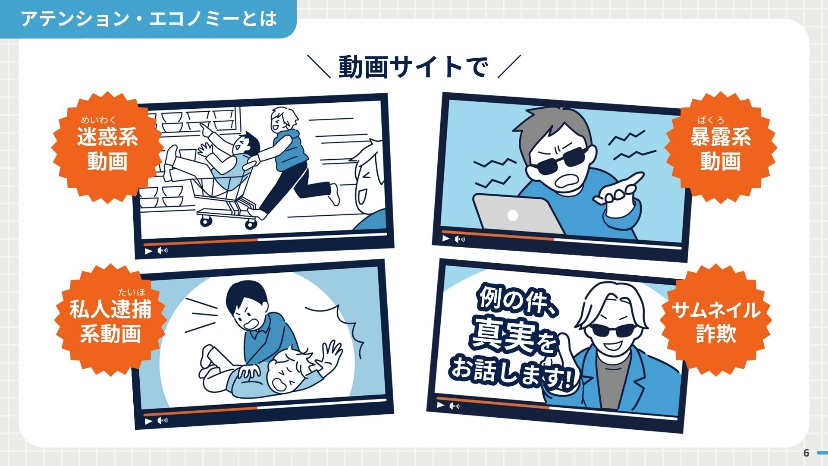 アテンション・エコノミーとは
＼ 動画サイトで ／
めいわく
迷惑系
動画
ばくろ
暴露系
動画
たいほ
私人逮捕
系動画
例の件、
真実を
お話します!
サムネイル
詐欺
6